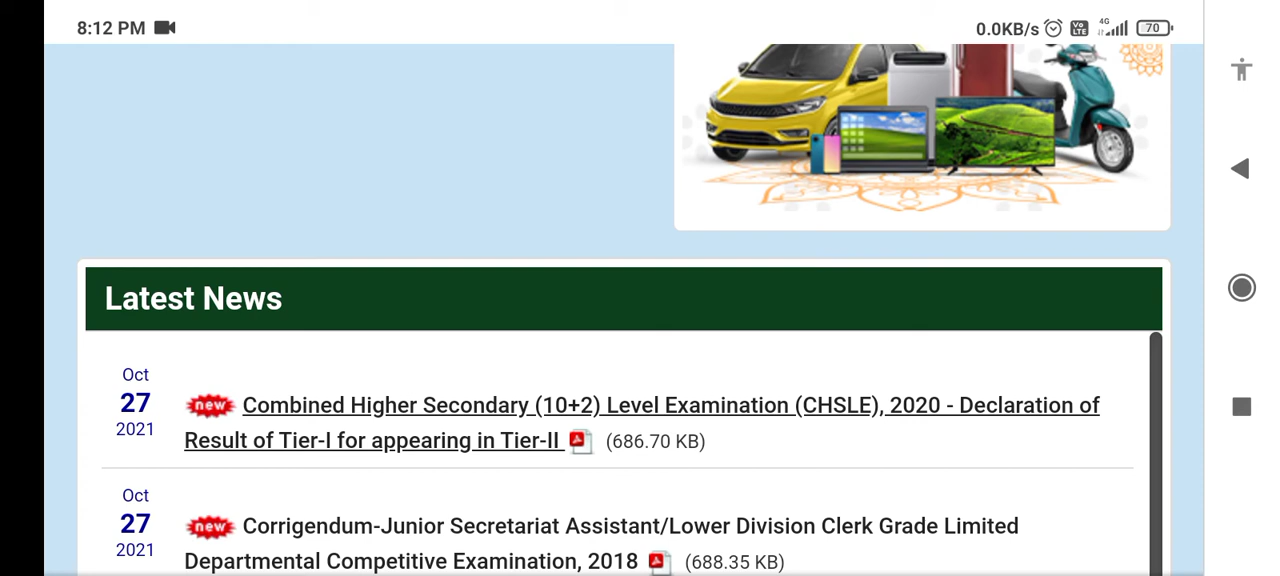 8:12 PM
0.0KB/s Vo LTE 4G 70
Latest News
Oct
27
2021
new Combined Higher Secondary (10+2) Level Examination (CHSLE), 2020 - Declaration of
Result of Tier-I for appearing in Tier-II (686.70 KB)
Oct
27
2021
new Corrigendum-Junior Secretariat Assistant/Lower Division Clerk Grade Limited
Departmental Competitive Examination, 2018 (688.35 KB)